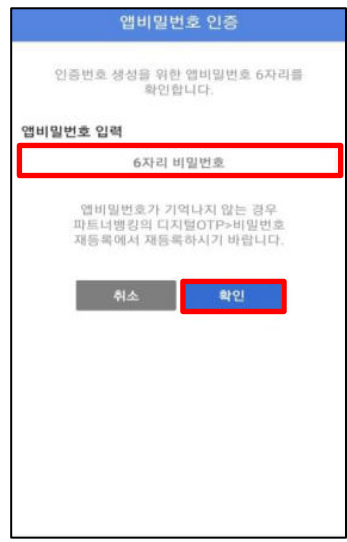 앱비밀번호 인증
인증번호 생성을 위한 앱비밀번호 6자리를
확인합니다.
앱비밀번호 입력
6자리 비밀번호
앱비밀번호가 기억나지 않는 경우
파트너뱅킹의 디지털OTP>비밀번호
재등록에서 재등록하시기 바랍니다.
취소
확인